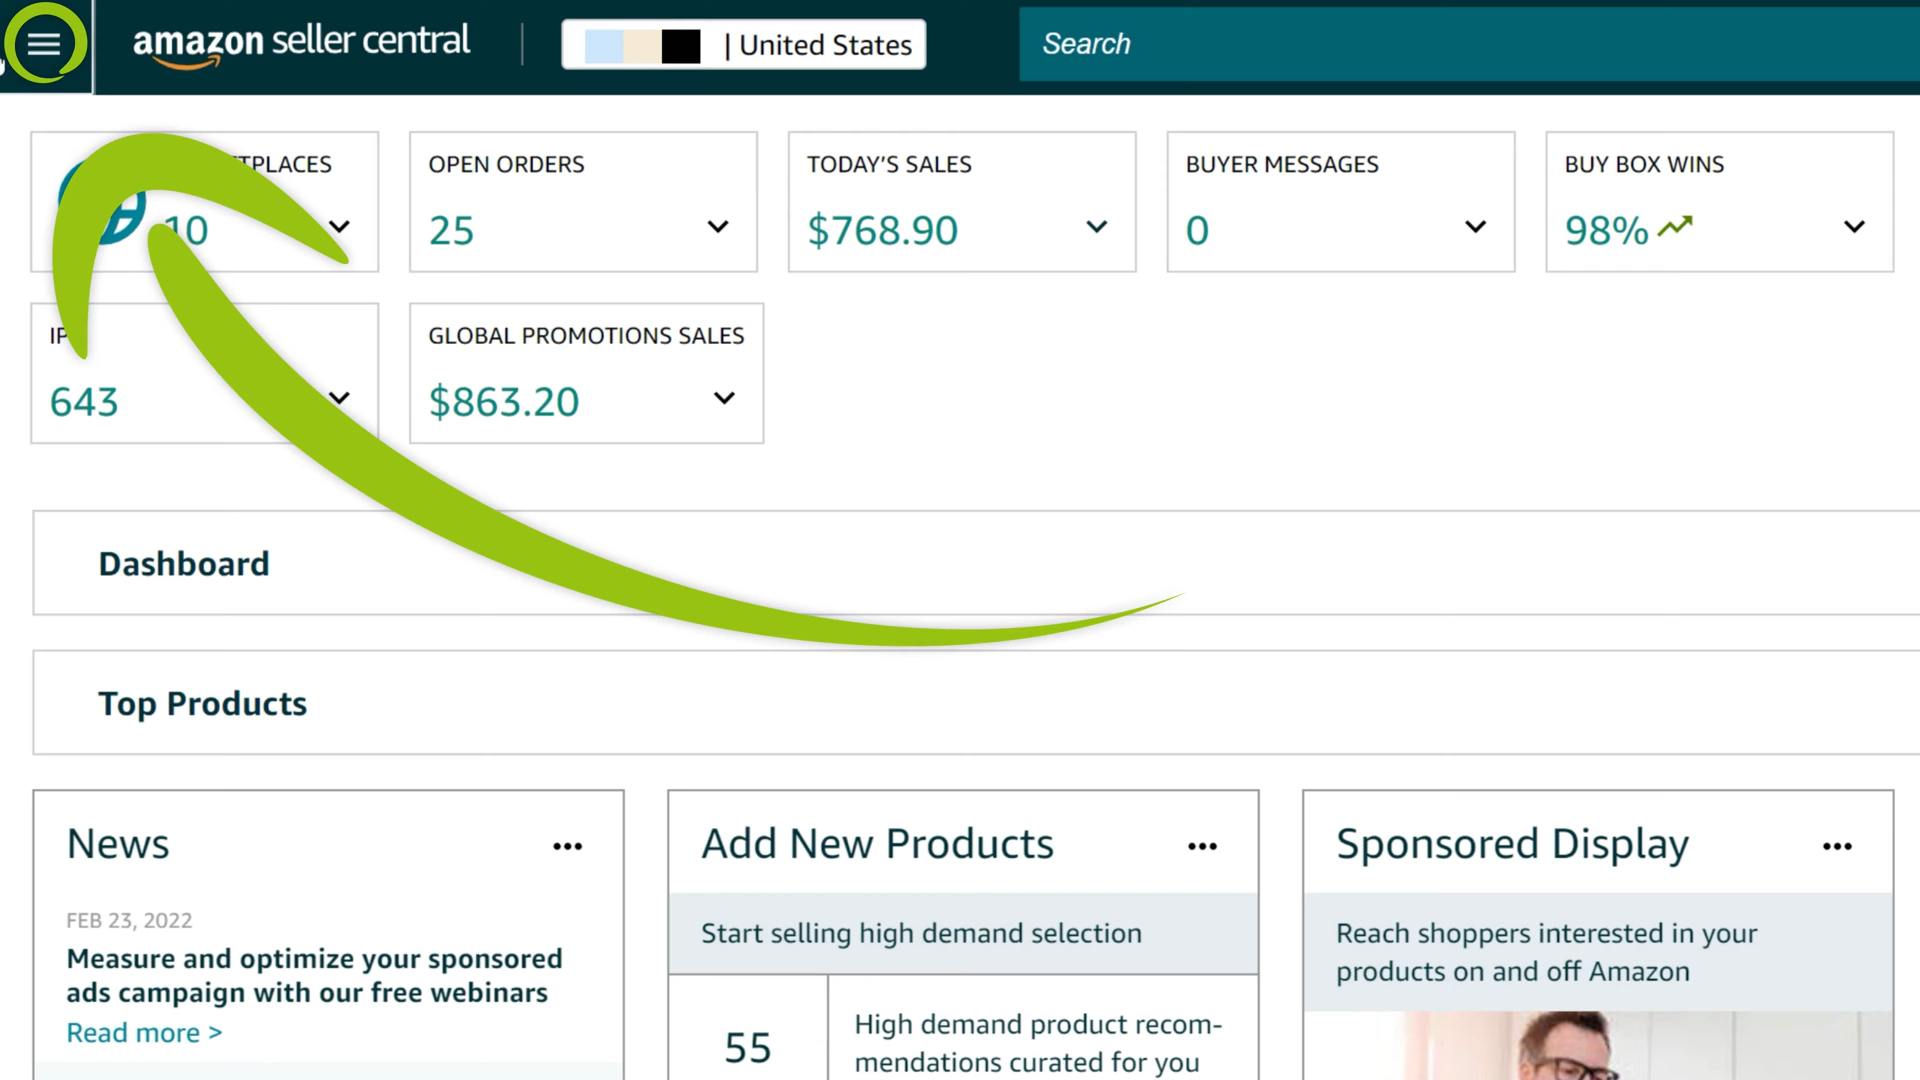 amazon seller central
| United States
Search
TPLACES
10
OPEN ORDERS
25
TODAY'S SALES
$768.90
BUYER MESSAGES
0
BUY BOX WINS
98%
IP
643
GLOBAL PROMOTIONS SALES
$863.20
Dashboard
Top Products
News
FEB 23, 2022
Measure and optimize your sponsored
ads campaign with our free webinars
Read more >
Add New Products
Start selling high demand selection
55
High demand product recom-
mendations curated for you
Sponsored Display
Reach shoppers interested in your
products on and off Amazon